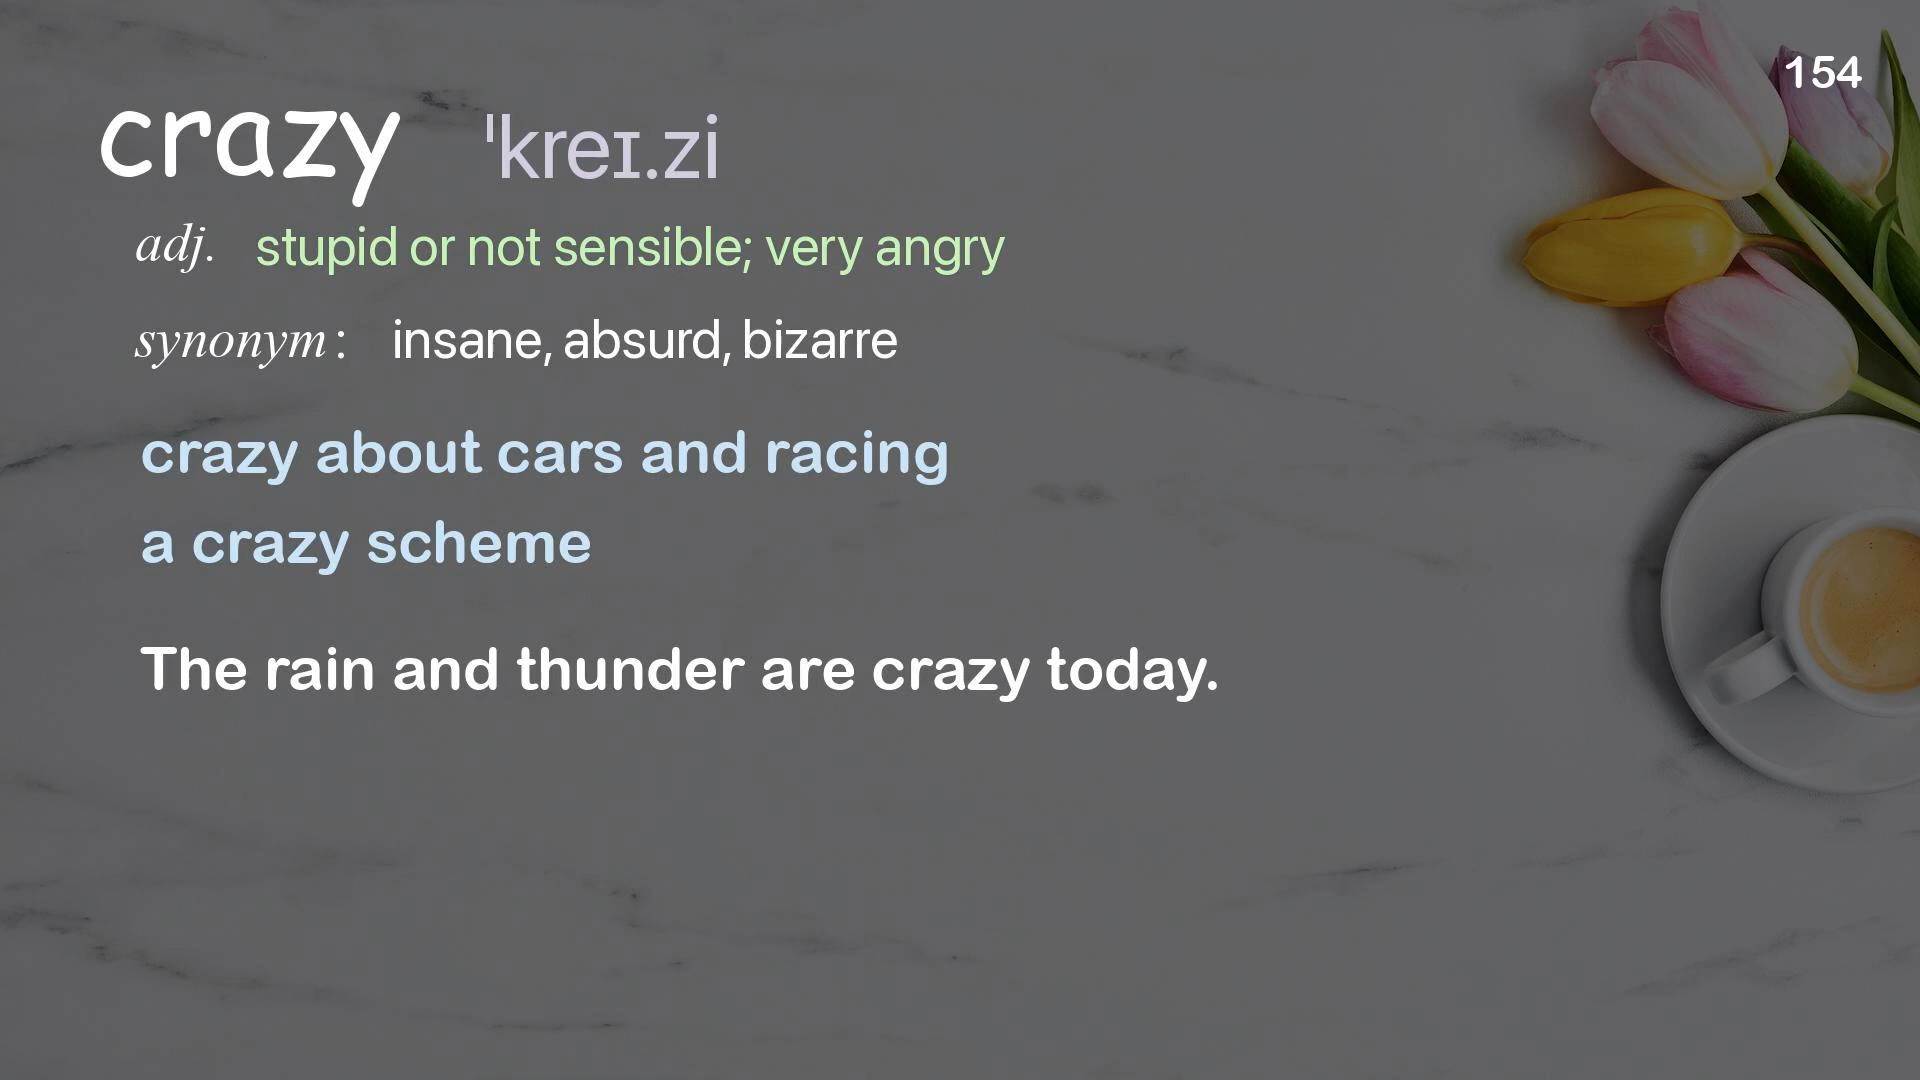 154
crazy ˈkreɪ.zi
adj. stupid or not sensible; very angry
synonym: insane, absurd, bizarre
crazy about cars and racing
a crazy scheme
The rain and thunder are crazy today.